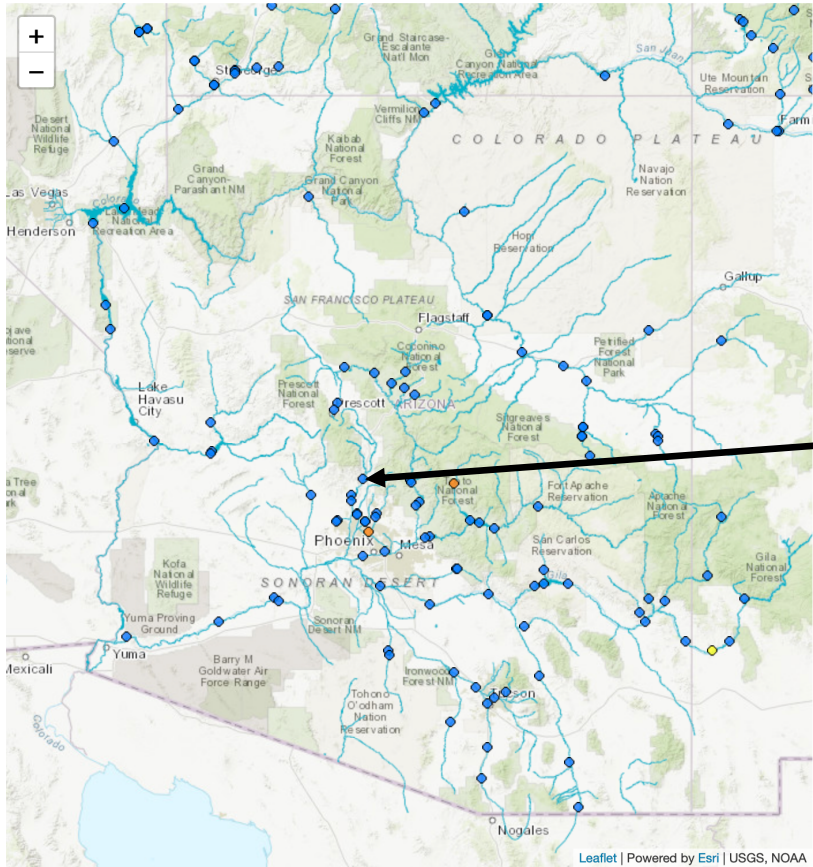 +
−
Grand Staircase-
Escalante
Nat'l Mon
Canyon National
Recreation Area
San Juan
Ute Mountain
Reservation
Desert
National
Wildlife
Refuge
Vermilion
Cliffs NM
Farm
COLORADO PLATEAU
Kaibab
National
Forest
Grand
Canyon-
Parashant NM
Grand Canyon
National
Park
Navajo
Nation
Reservation
Las Vegas
Henderson
Recreation Area
Hopi
Reservation
Gallup
SAN FRANCISCO PLATEAU
Flagstaff
Coconino
National
Forest
Petrified
Forest
National
Park
Lake
Havasu
City
Prescott
National
Forest
Prescott
ARIZONA
Sitgreaves
National
Forest
National
Forest
Fort Apache
Reservation
Apache
National
Forest
Phoenix
Mesa
San Carlos
Reservation
Kofa
National
Wildlife
Refuge
SONORAN DESERT
Gila
Gila
National
Forest
Yuma Proving
Ground
Sonoran
Desert NM
Yuma
Mexicali
Barry M
Goldwater Air
Force Range
Ironwood
Forest NM
Tucson
Tohono
O'odham
Nation
Reservation
Colorado
Nogales
Leaflet | Powered by Esri | USGS, NOAA